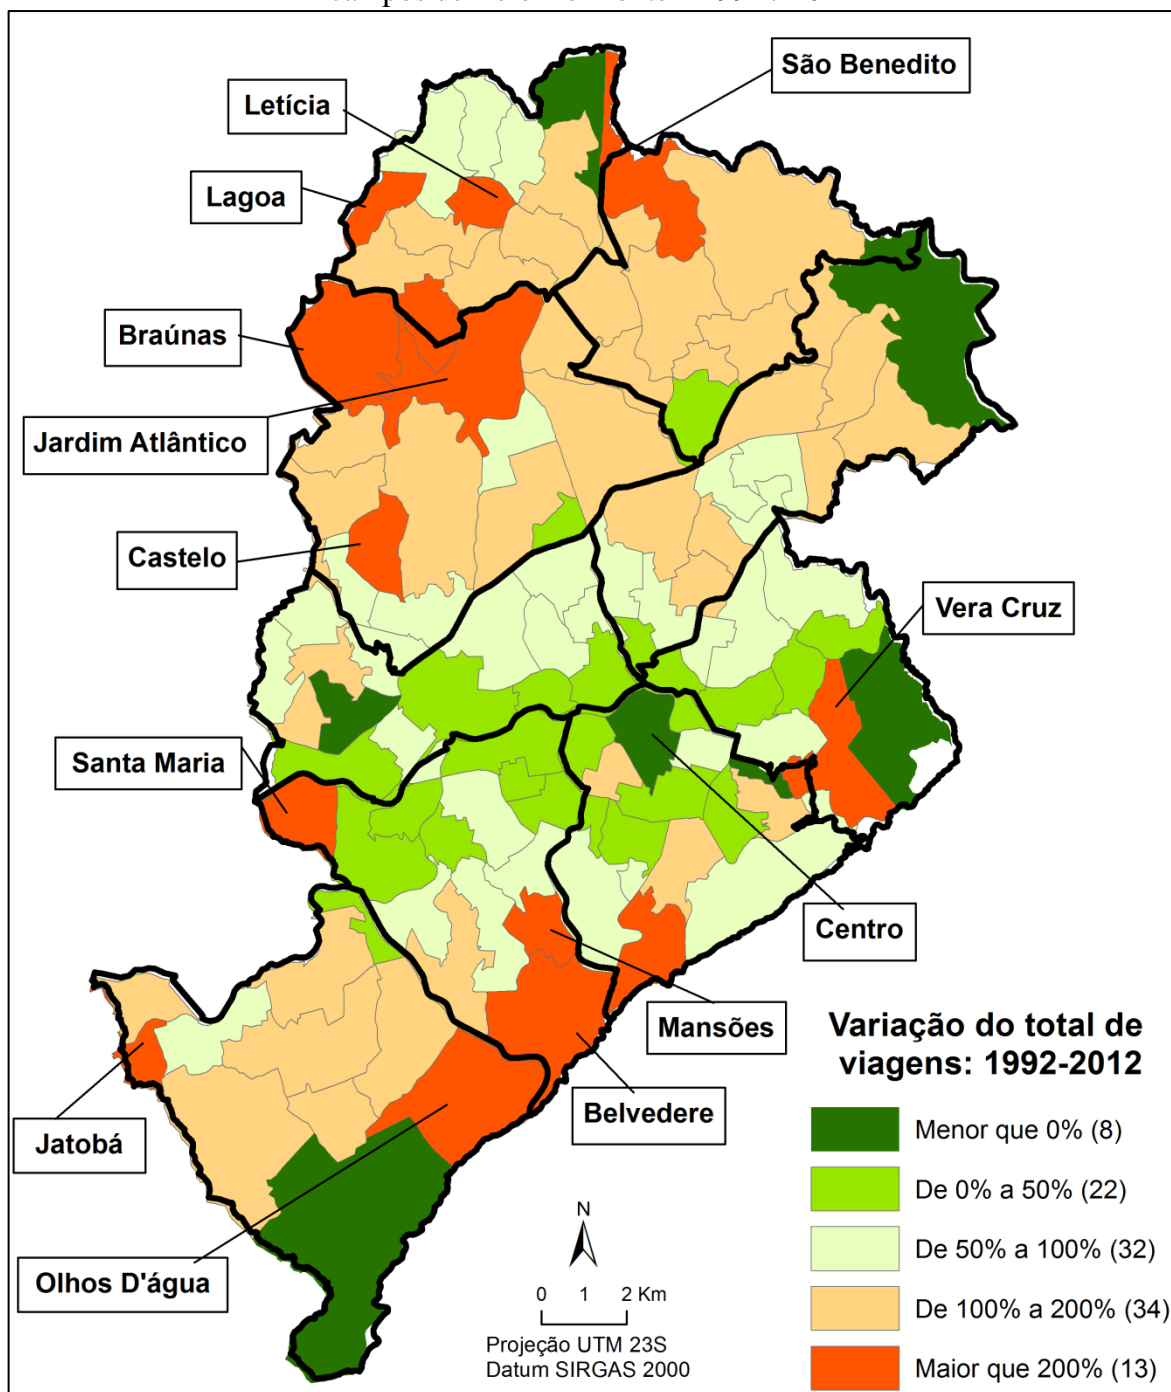 São Benedito
Letícia
Lagoa
Braúnas
Jardim Atlântico
Castelo
Vera Cruz
Santa Maria
Centro
Mansões
Belvedere
Jatobá
Olhos D'água
Variação do total de
viagens: 1992-2012
Menor que 0% (8)
De 0% a 50% (22)
De 50% a 100% (32)
De 100% a 200% (34)
Maior que 200% (13)
N
0 1 2 Km
Projeção UTM 23S
Datum SIRGAS 2000